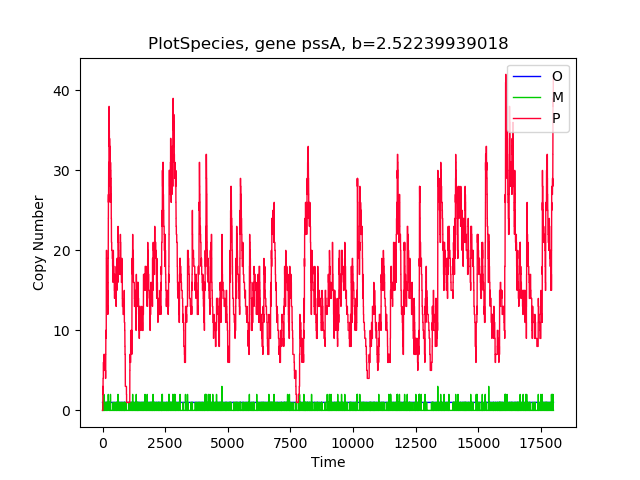 PlotSpecies, gene pssA, b=2.52239939018
O
M
P
40
30
20
10
0
Copy Number
0 2500 5000 7500 10000 12500 15000 17500
Time